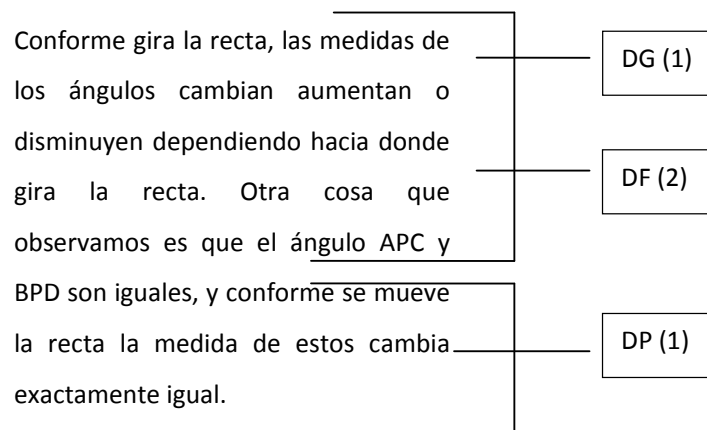 Conforme gira la recta, las medidas de
los ángulos cambian aumentan o
disminuyen dependiendo hacia donde
gira la recta. Otra cosa que
observamos es que el ángulo APC y
BPD son iguales, y conforme se mueve
la recta la medida de estos cambia
exactamente igual.
DG (1)
DF (2)
DP (1)